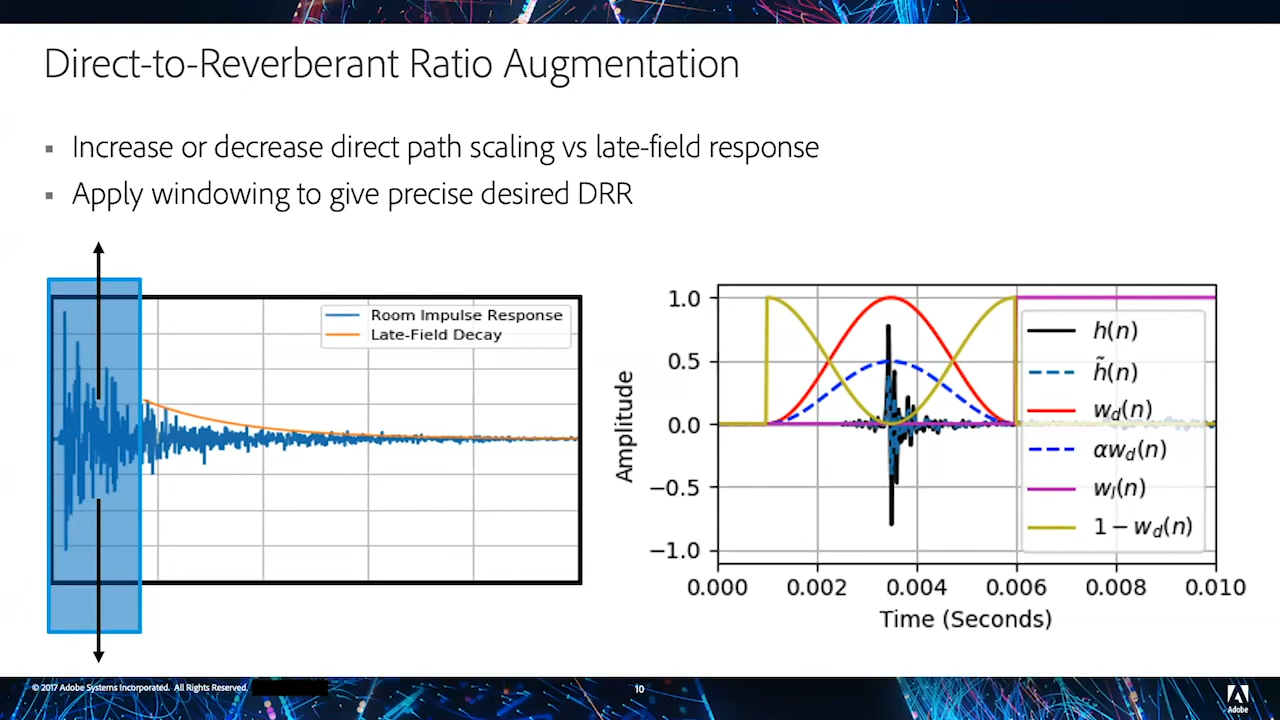 Direct-to-Reverberant Ratio Augmentation
▪ Increase or decrease direct path scaling vs late-field response
▪ Apply windowing to give precise desired DRR
Room Impulse Response
Late-Field Decay
Amplitude
1.0
0.5
0.0
−0.5
−1.0
h(n)
h̃(n)
w_d(n)
αw_d(n)
w_l(n)
1 − w_d(n)
0.000 0.002 0.004 0.006 0.008 0.010
Time (Seconds)
© 2017 Adobe Systems Incorporated. All Rights Reserved.
10
Adobe